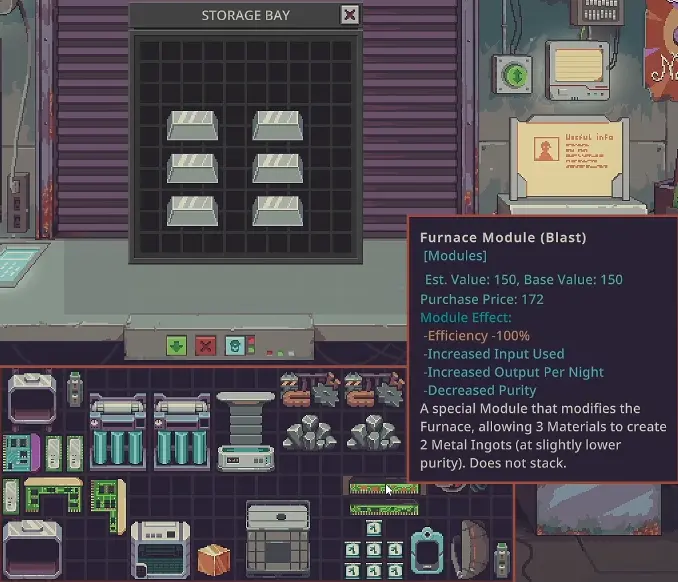 STORAGE BAY
Useful info
Furnace Module (Blast)
[Modules]
Est. Value: 150, Base Value: 150
Purchase Price: 172
Module Effect:
-Efficiency -100%
-Increased Input Used
-Increased Output Per Night
-Decreased Purity
A special Module that modifies the
Furnace, allowing 3 Materials to create
2 Metal Ingots (at slightly lower
purity). Does not stack.